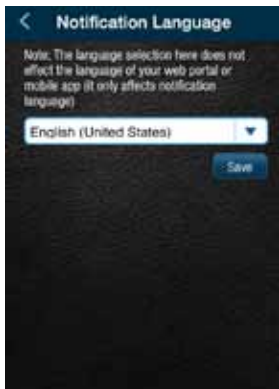 Notification Language
Note: The language selection here does not
effect the language of your web portal or
mobile app (it only affects notification
language)
English (United States)
Save